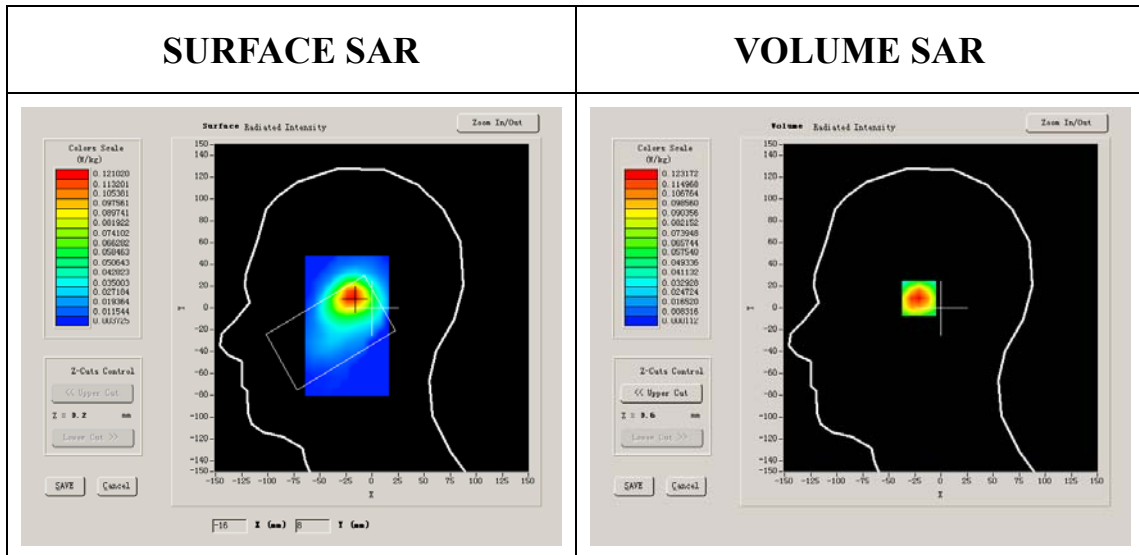 SURFACE SAR
VOLUME SAR
Surface Radiated Intensity
Zoom In/Out
Colors Scale
(W/kg)
0.121020
0.113201
0.105381
0.097561
0.089741
0.081922
0.074102
0.066282
0.058463
0.050643
0.042823
0.035003
0.027184
0.019364
0.011544
0.003725
150
140
120
100
80
60
40
20
0
-20
-40
-60
-80
-100
-120
-140
-150
Y
-150 -125 -100 -75 -50 -25 0 25 50 75 100 125 150
X
Z-Cuts Control
<< Upper Cut
Z = mm
Lower Cut >>
SAVE Cancel
-16 X (mm) 8 Y (mm)
Volume Radiated Intensity
Zoom In/Out
Colors Scale
(W/kg)
0.123172
0.114968
0.106764
0.098560
0.090356
0.082152
0.073948
0.065744
0.057540
0.049336
0.041132
0.032928
0.024724
0.016520
0.008316
0.000112
150
140
120
100
80
60
40
20
0
-20
-40
-60
-80
-100
-120
-140
-150
Y
-150 -125 -100 -75 -50 -25 0 25 50 75 100 125 150
X
Z-Cuts Control
<< Upper Cut
Z = mm
Lower Cut >>
SAVE Cancel